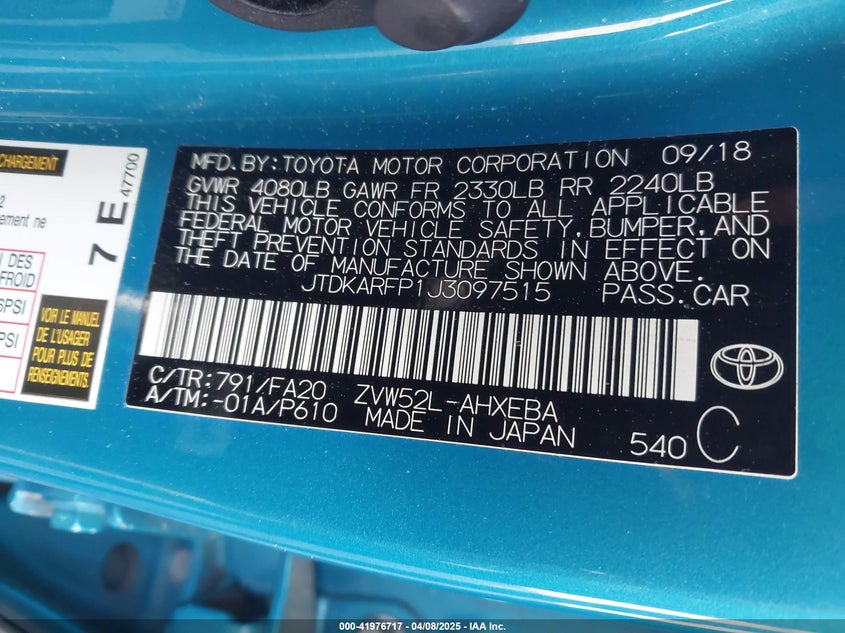 CHARGEMENT
2
ement ne
I DES
FROID
6PSI
PSI
7 E
47700
VOIR LE MANUEL
DE L'USAGER
POUR PLUS DE
RENSEIGNEMENTS.
MFD. BY: TOYOTA MOTOR CORPORATION 09/18
GVWR 4080LB GAWR FR 2330LB RR 2240LB
THIS VEHICLE CONFORMS TO ALL APPLICABLE
FEDERAL MOTOR VEHICLE SAFETY, BUMPER, AND
THEFT PREVENTION STANDARDS IN EFFECT ON
THE DATE OF MANUFACTURE SHOWN ABOVE.
JTDKARFP1J3097515 PASS. CAR
C/TR: 791/FA20 ZVW52L-AHXEBA
A/TM: -01A/P610 MADE IN JAPAN 540 C
000-41976717 - 04/08/2025 - IAA Inc.